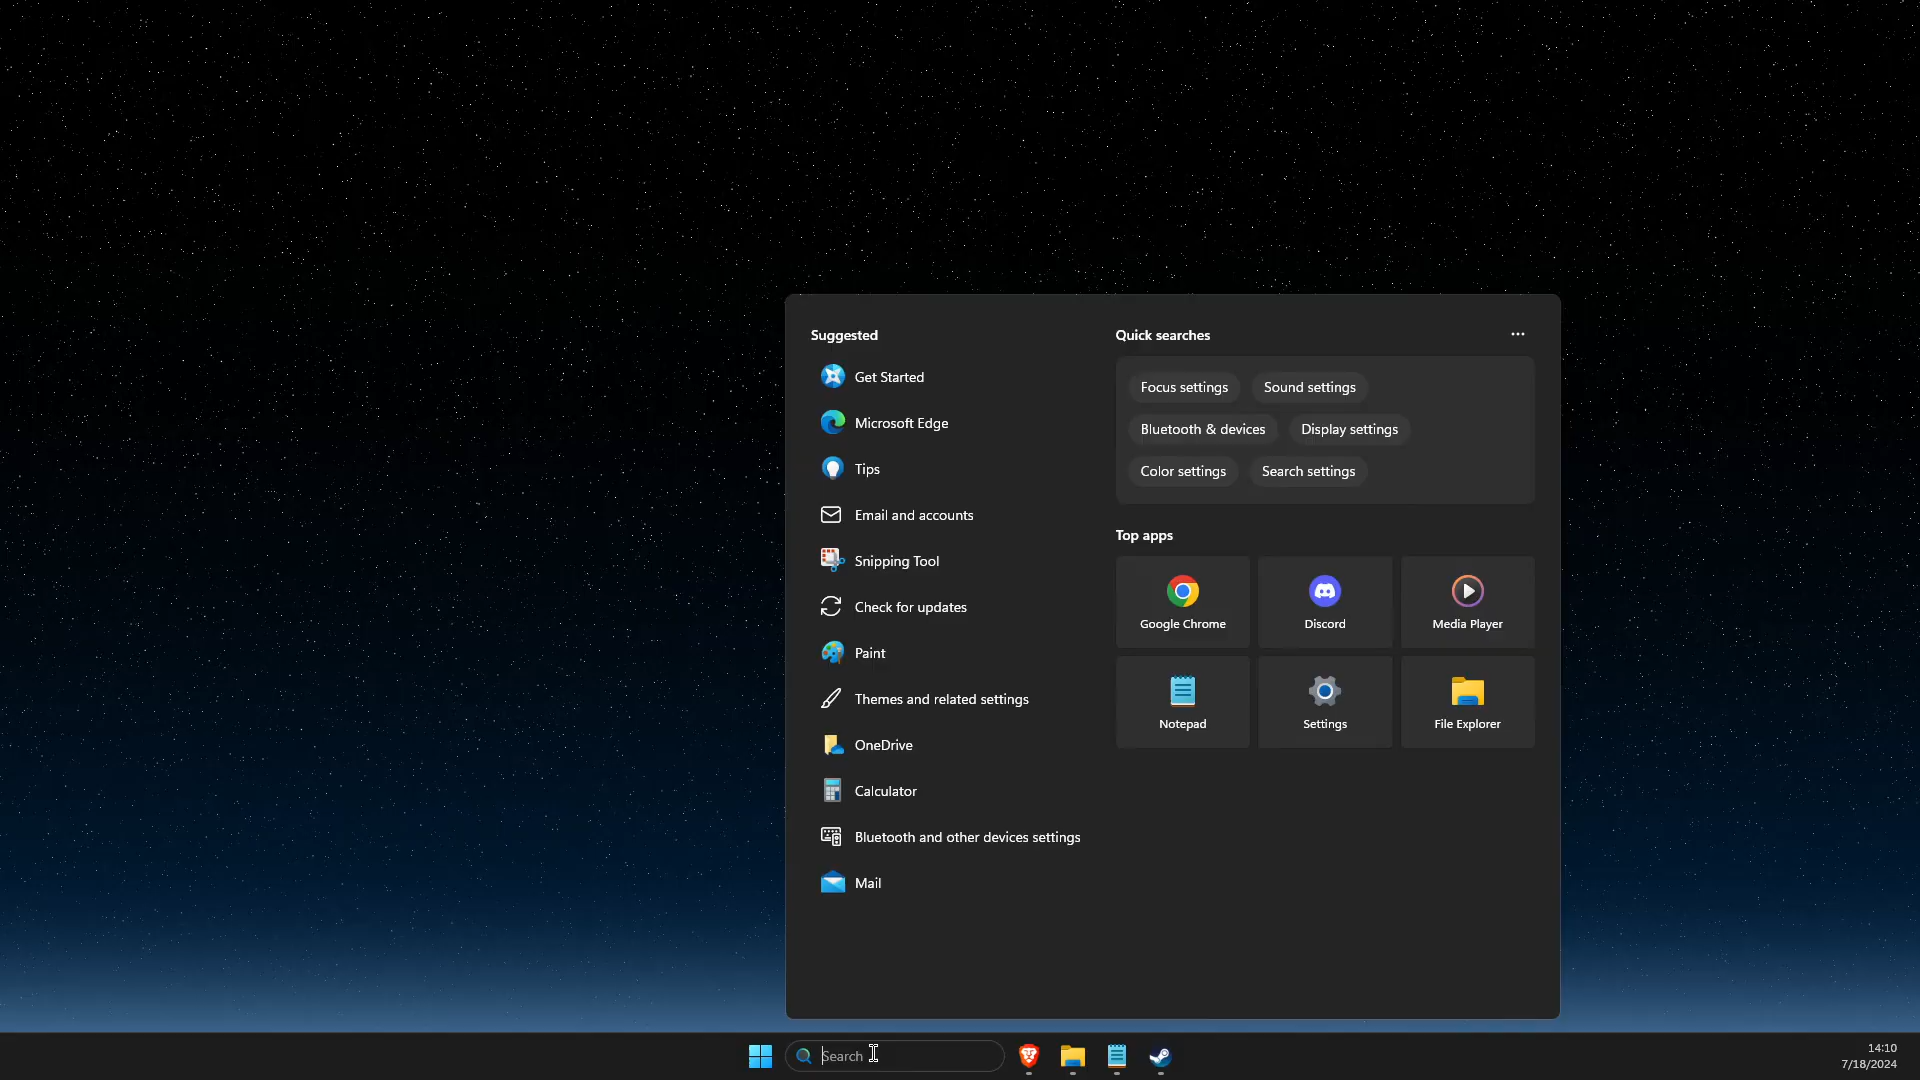 Suggested
Get Started
Microsoft Edge
Tips
Email and accounts
Snipping Tool
Check for updates
Paint
Themes and related settings
OneDrive
Calculator
Bluetooth and other devices settings
Mail
Quick searches
Focus settings
Sound settings
Bluetooth & devices
Display settings
Color settings
Search settings
Top apps
Google Chrome
Discord
Media Player
Notepad
Settings
File Explorer
Search
14:10
7/18/2024